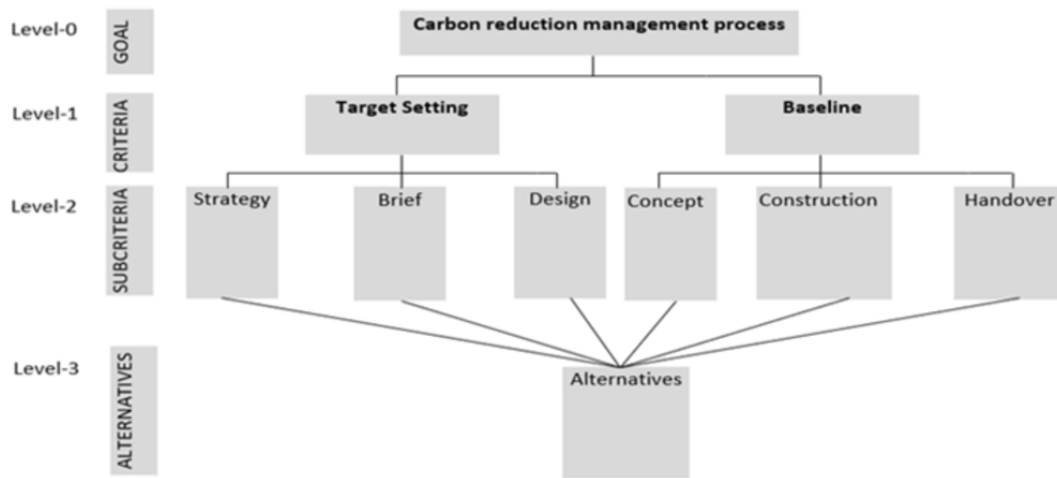 Level-0
GOAL
Carbon reduction management process
Level-1
CRITERIA
Target Setting
Baseline
Level-2
SUBCRITERIA
Strategy
Brief
Design
Concept
Construction
Handover
Level-3
ALTERNATIVES
Alternatives